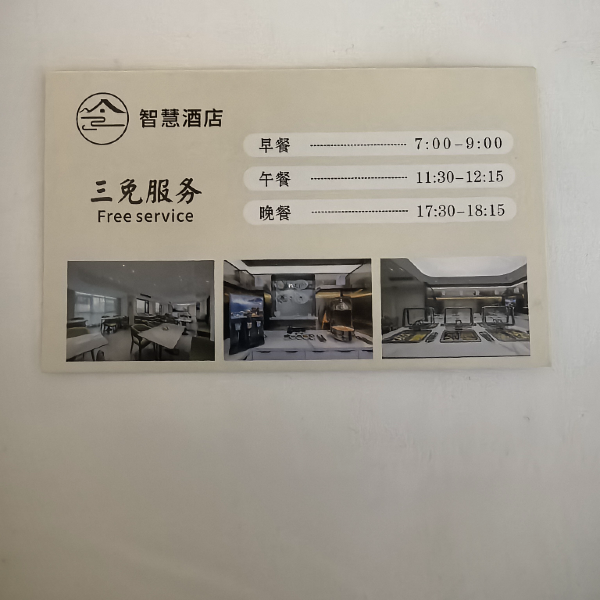 智慧酒店
三免服务
Free service
早餐 7:00-9:00
午餐 11:30-12:15
晚餐 17:30-18:15